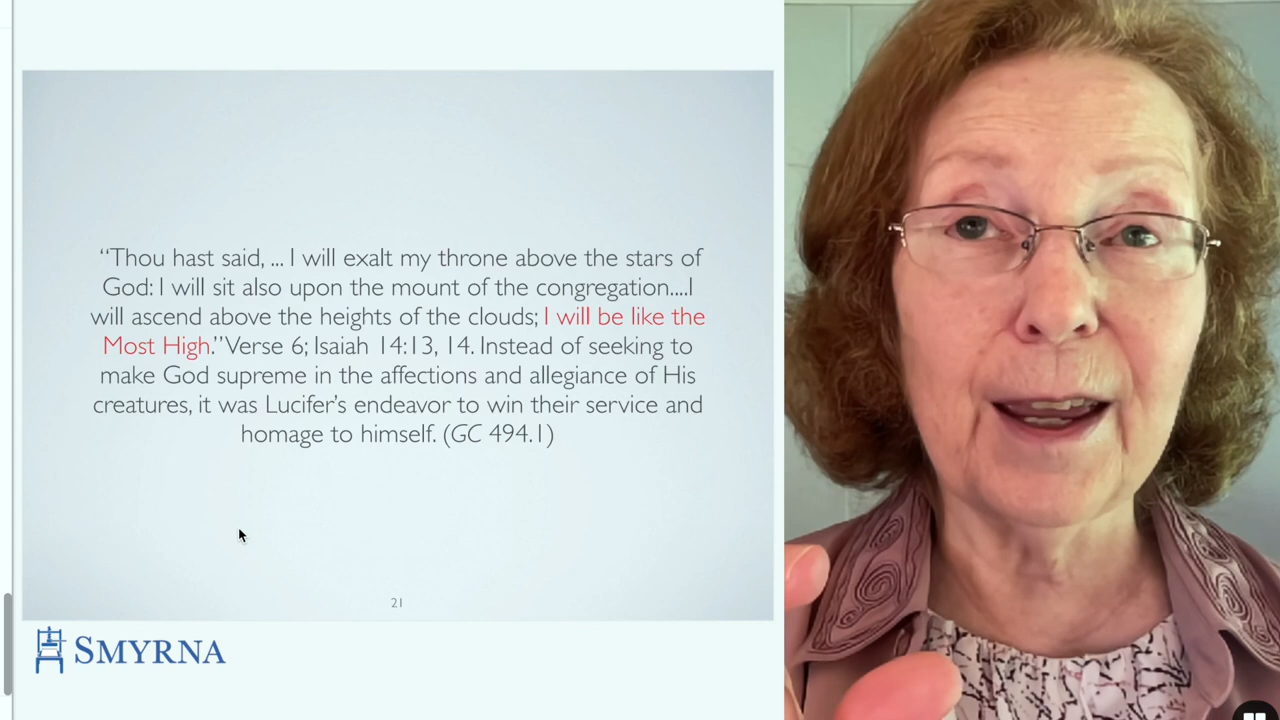 “Thou hast said, ... I will exalt my throne above the stars of
God: I will sit also upon the mount of the congregation....I
will ascend above the heights of the clouds; I will be like the
Most High.” Verse 6; Isaiah 14:13, 14. Instead of seeking to
make God supreme in the affections and allegiance of His
creatures, it was Lucifer’s endeavor to win their service and
homage to himself. (GC 494.1)
21
SMYRNA